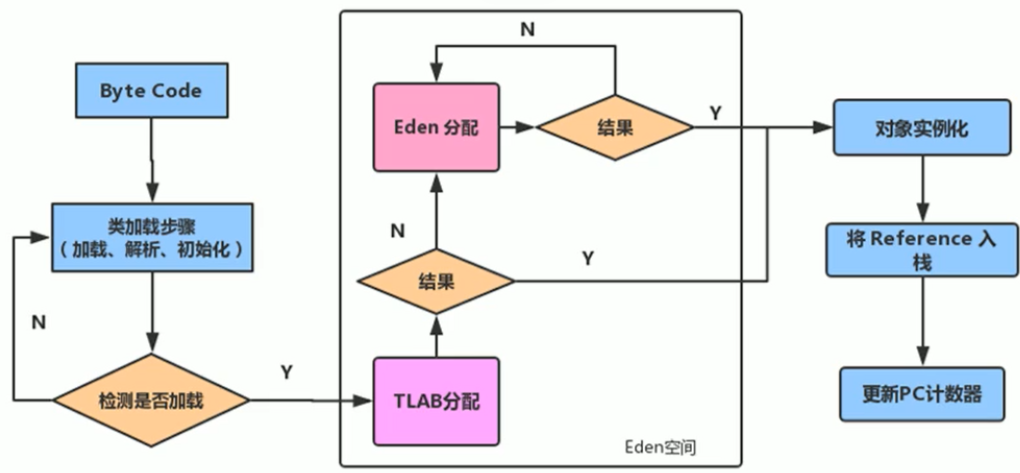 Byte Code
类加载步骤
（加载、解析、初始化）
N
检测是否加载
Y
N
Eden 分配
结果
Y
N
结果
Y
TLAB分配
Eden空间
对象实例化
将 Reference 入
栈
更新PC计数器